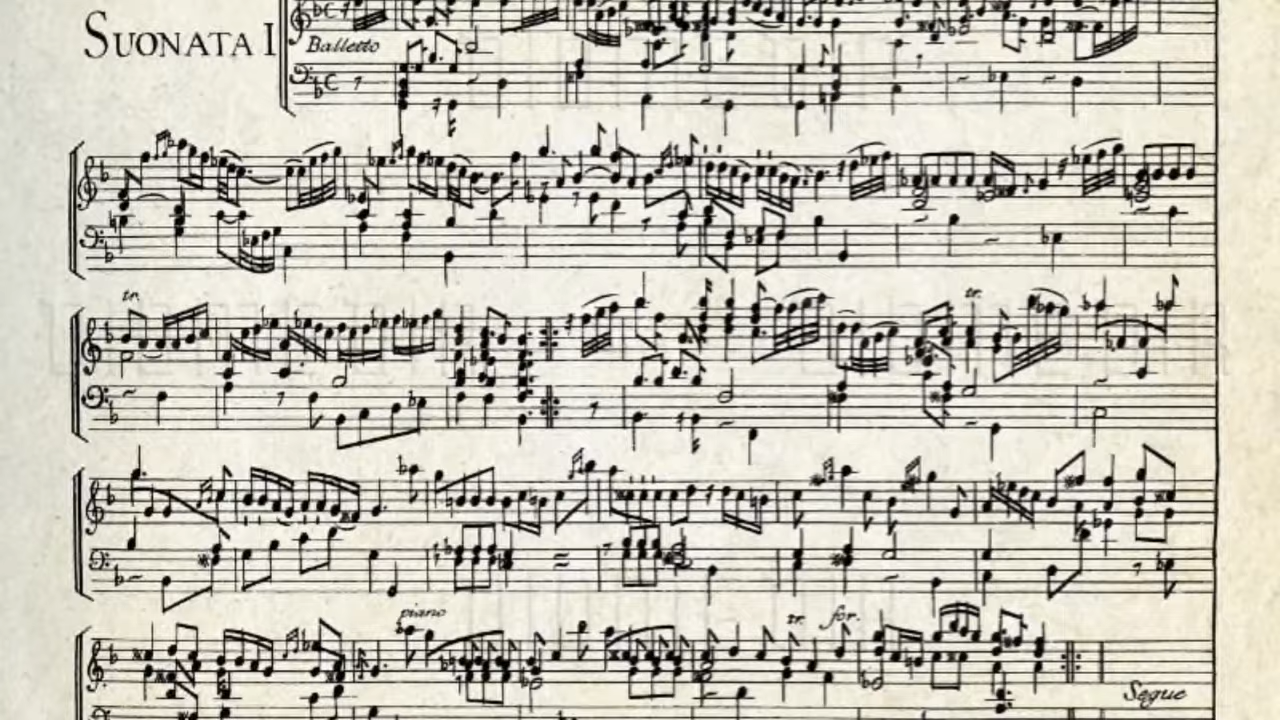 SUONATA I
Balletto
tr.
tr.
piano
tr. for.
Segue